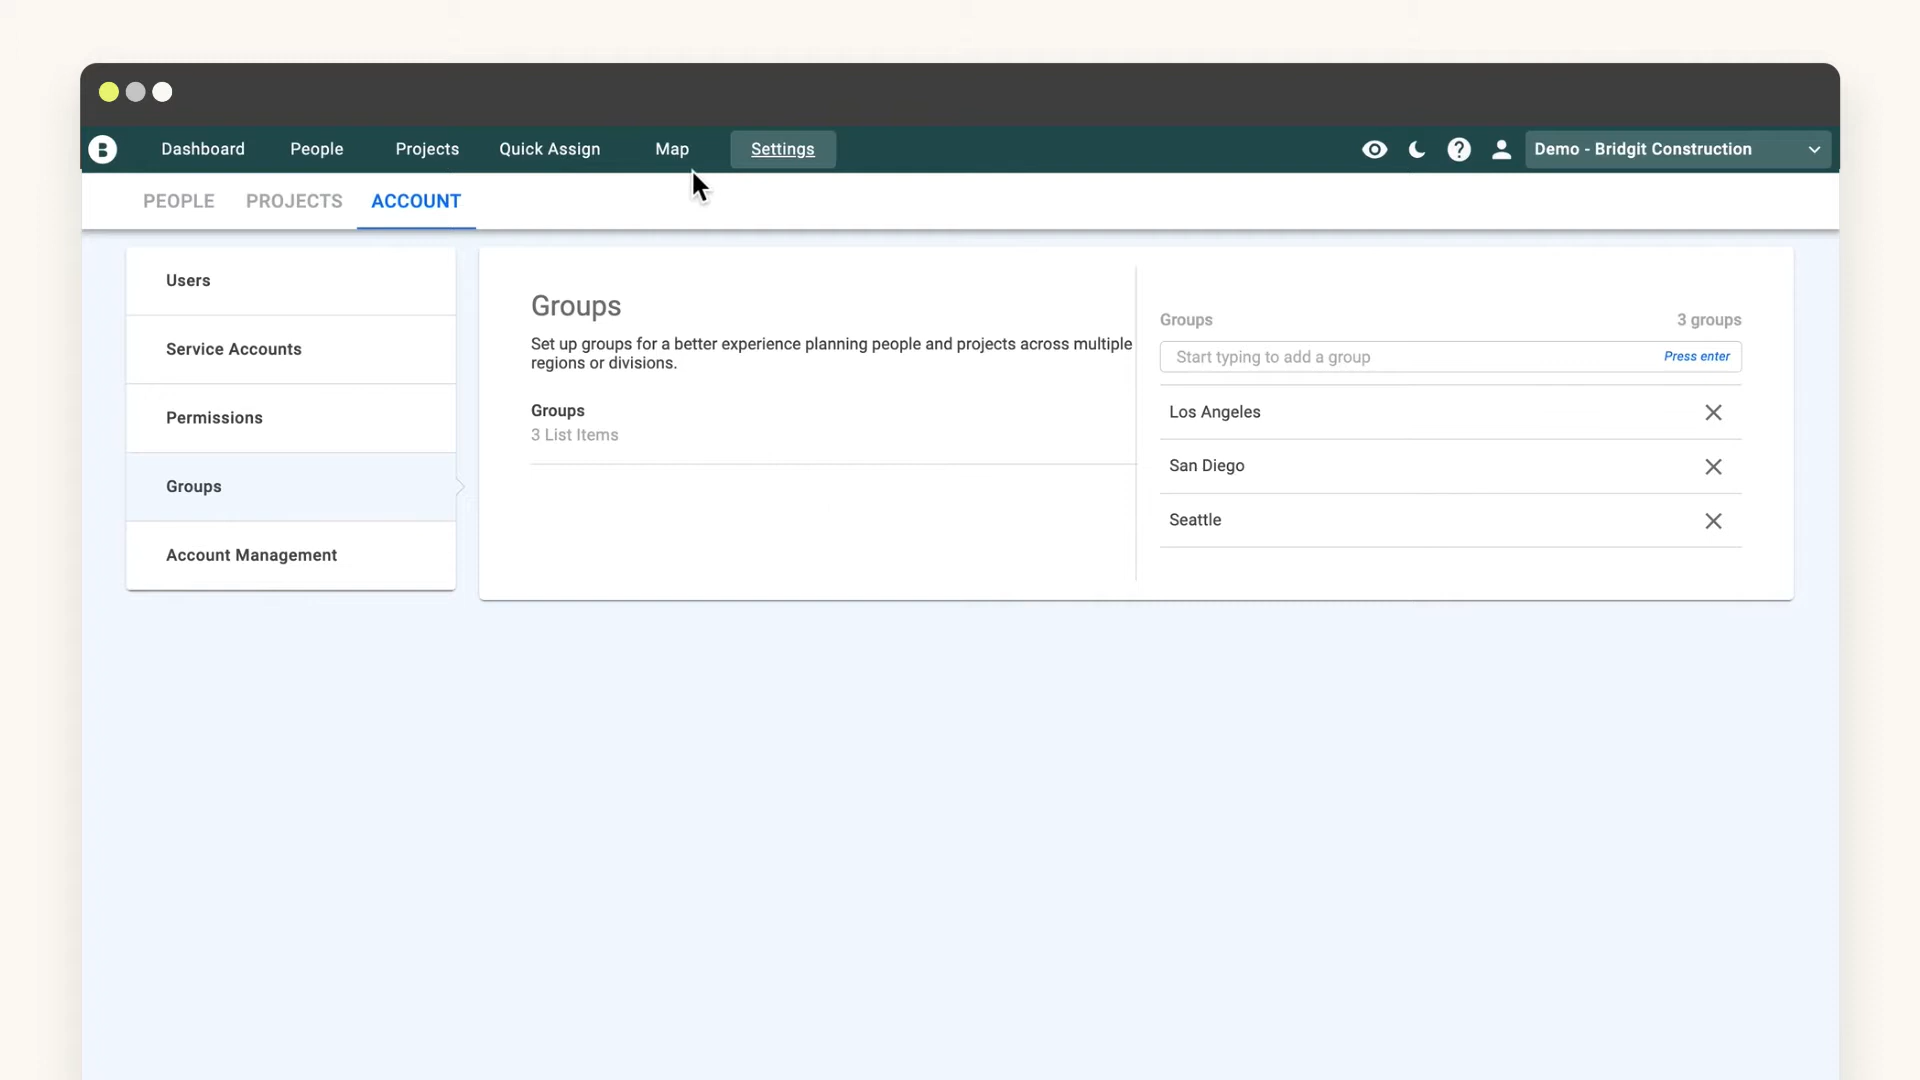 B
Dashboard
People
Projects
Quick Assign
Map
Settings
?
Demo - Bridgit Construction
PEOPLE
PROJECTS
ACCOUNT
Users
Service Accounts
Permissions
Groups
Account Management
Groups
Set up groups for a better experience planning people and projects across multiple
regions or divisions.
Groups
3 List Items
Groups
3 groups
Start typing to add a group
Press enter
Los Angeles
San Diego
Seattle